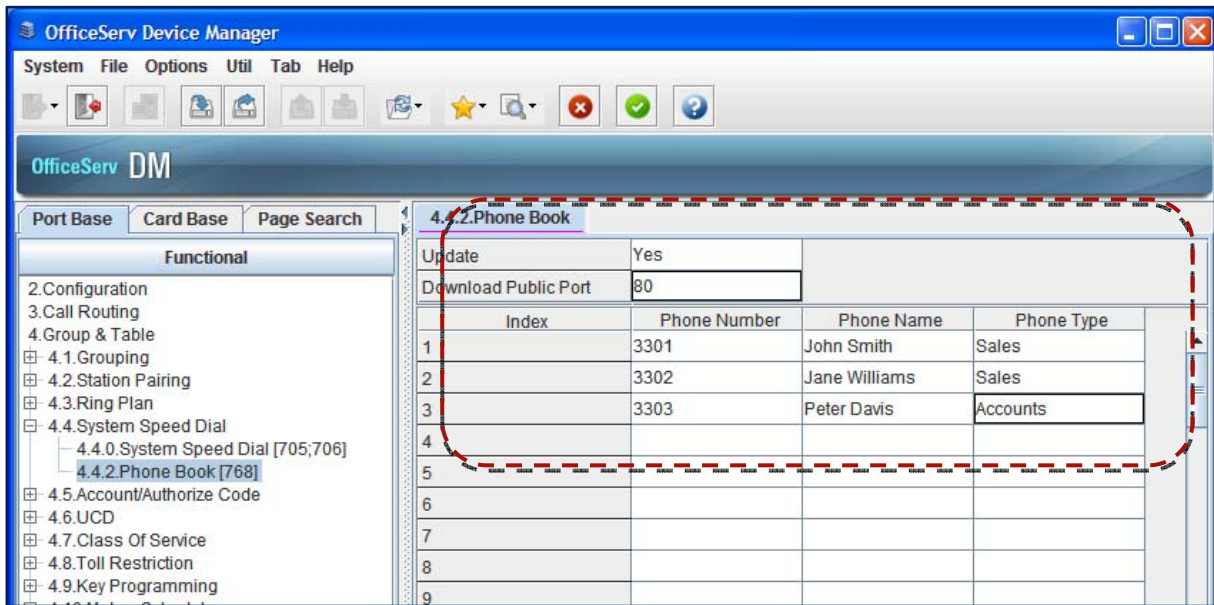 OfficeServ Device Manager
System File Options Util Tab Help
OfficeServ DM
Port Base Card Base Page Search
Functional
2.Configuration
3.Call Routing
4.Group & Table
4.1.Grouping
4.2.Station Pairing
4.3.Ring Plan
4.4.System Speed Dial
4.4.0.System Speed Dial [705;706]
4.4.2.Phone Book [768]
4.5.Account/Authorize Code
4.6.UCD
4.7.Class Of Service
4.8.Toll Restriction
4.9.Key Programming
4.4.2.Phone Book
Update Yes
Download Public Port 80
Index Phone Number Phone Name Phone Type
1 3301 John Smith Sales
2 3302 Jane Williams Sales
3 3303 Peter Davis Accounts
4
5
6
7
8
9